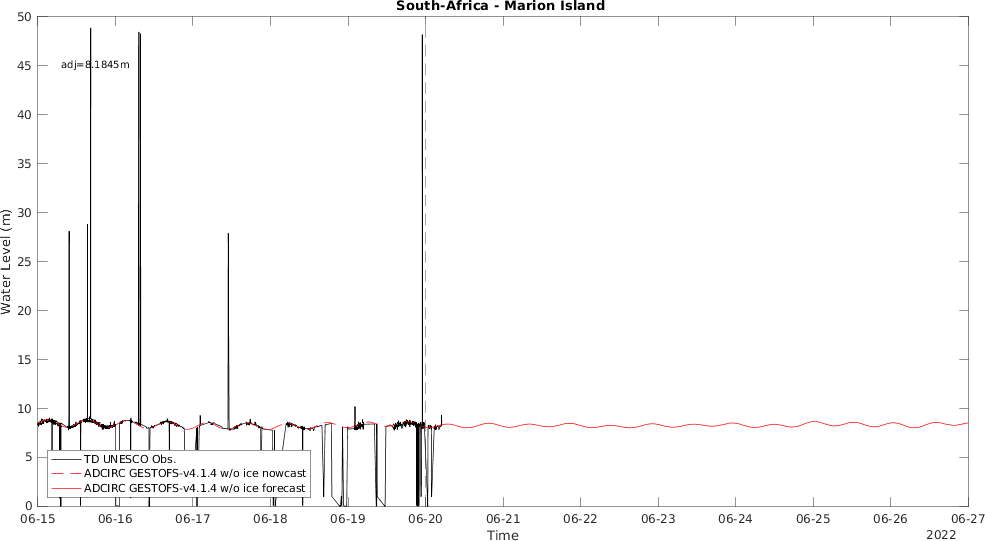 South-Africa - Marion Island
50
45
40
35
30
25
20
15
10
5
0
Water Level (m)
adj=8.1845m
TD UNESCO Obs.
ADCIRC GESTOFS-v4.1.4 w/o ice nowcast
ADCIRC GESTOFS-v4.1.4 w/o ice forecast
06-15 06-16 06-17 06-18 06-19 06-20 06-21 06-22 06-23 06-24 06-25 06-26 06-27
Time
2022